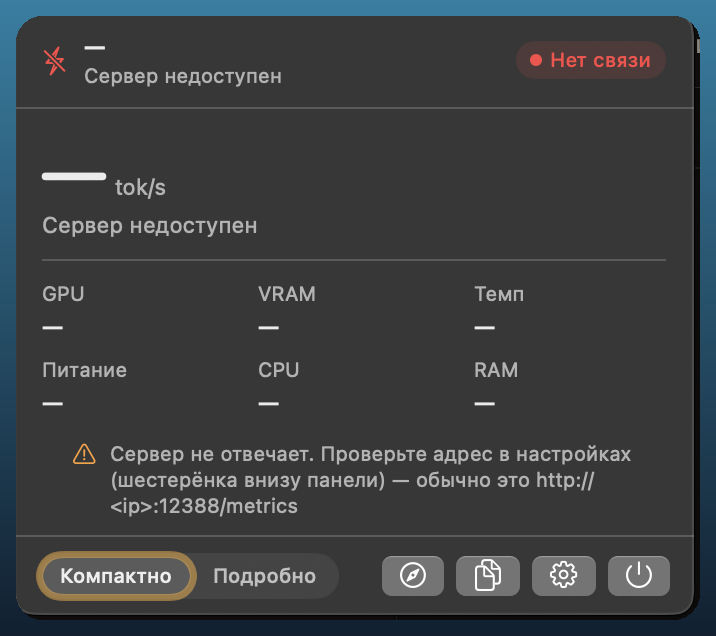 —
Сервер недоступен
Нет связи
— tok/s
Сервер недоступен
GPU VRAM Темп
— — —
Питание CPU RAM
— — —
Сервер не отвечает. Проверьте адрес в настройках
(шестерёнка внизу панели) — обычно это http://
<ip>:12388/metrics
Компактно Подробно